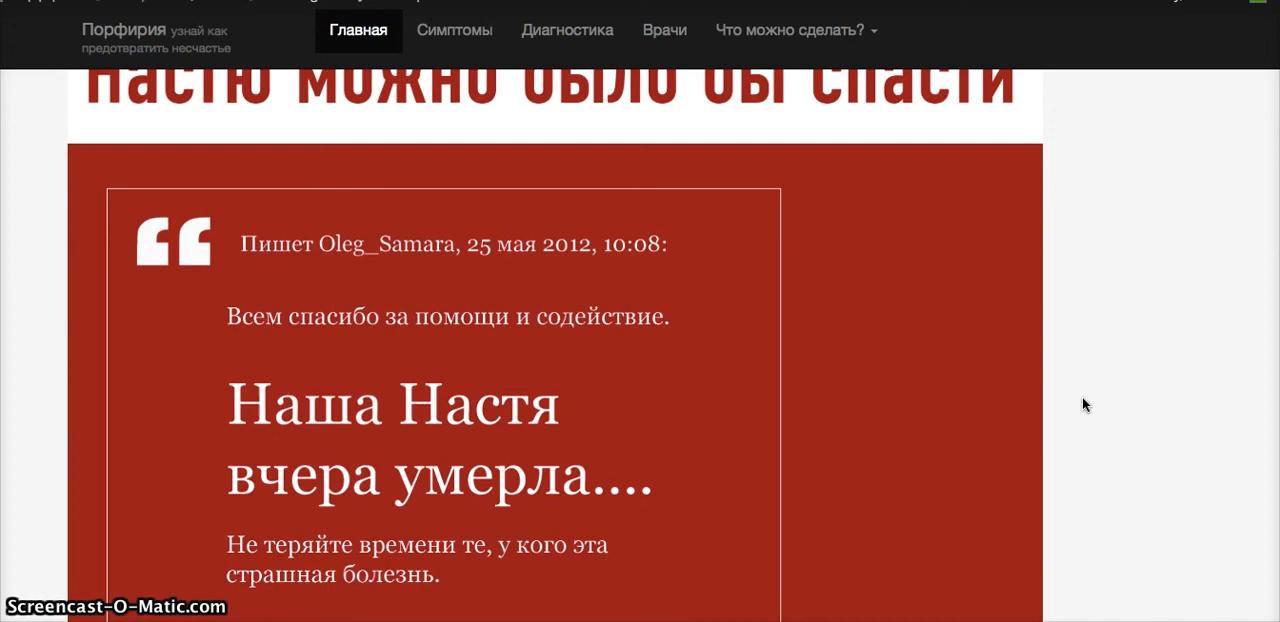 Порфирия узнай как
предотвратить несчастье
Главная
Симптомы
Диагностика
Врачи
Что можно сделать?
Настю можно было бы спасти
Пишет Oleg_Samara, 25 мая 2012, 10:08:
Всем спасибо за помощи и содействие.
Наша Настя
вчера умерла....
Не теряйте времени те, у кого эта
страшная болезнь.
Screencast-O-Matic.com